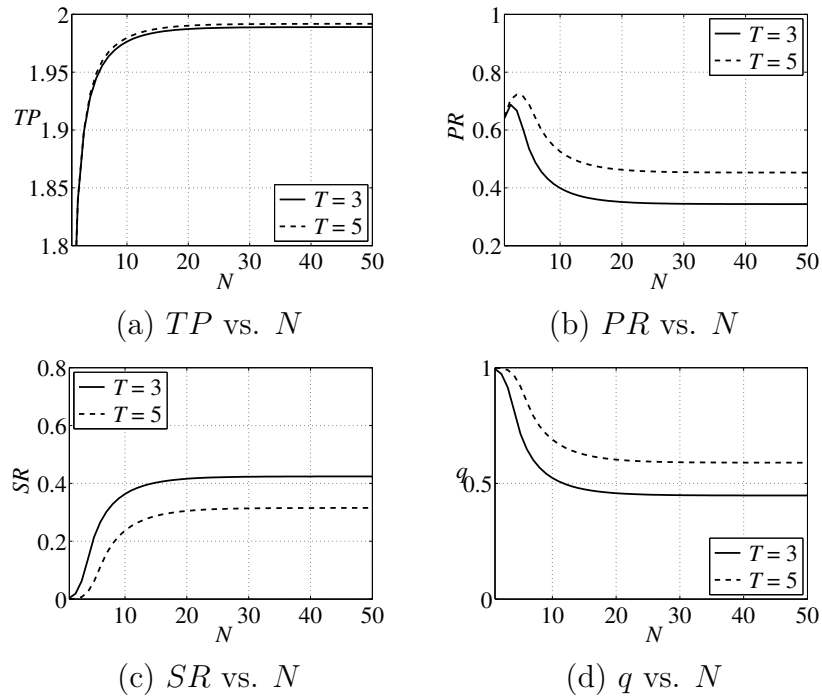 2
1.95
TP
1.9
1.85
1.8
T = 3
T = 5
10 20 30 40 50
N
(a) TP vs. N
1
0.8
PR
0.6
0.4
0.2
T = 3
T = 5
10 20 30 40 50
N
(b) PR vs. N
0.8
0.6
SR
0.4
0.2
0
T = 3
T = 5
10 20 30 40 50
N
(c) SR vs. N
1
q
0.5
0
T = 3
T = 5
10 20 30 40 50
N
(d) q vs. N